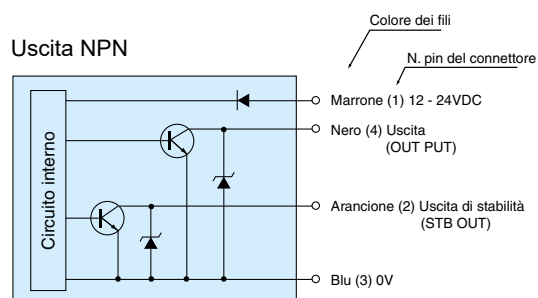 Colore dei fili
Uscita NPN
N. pin del connettore
Marrone (1) 12 - 24VDC
Nero (4) Uscita
(OUT PUT)
Circuito interno
Arancione (2) Uscita di stabilità
(STB OUT)
Blu (3) 0V